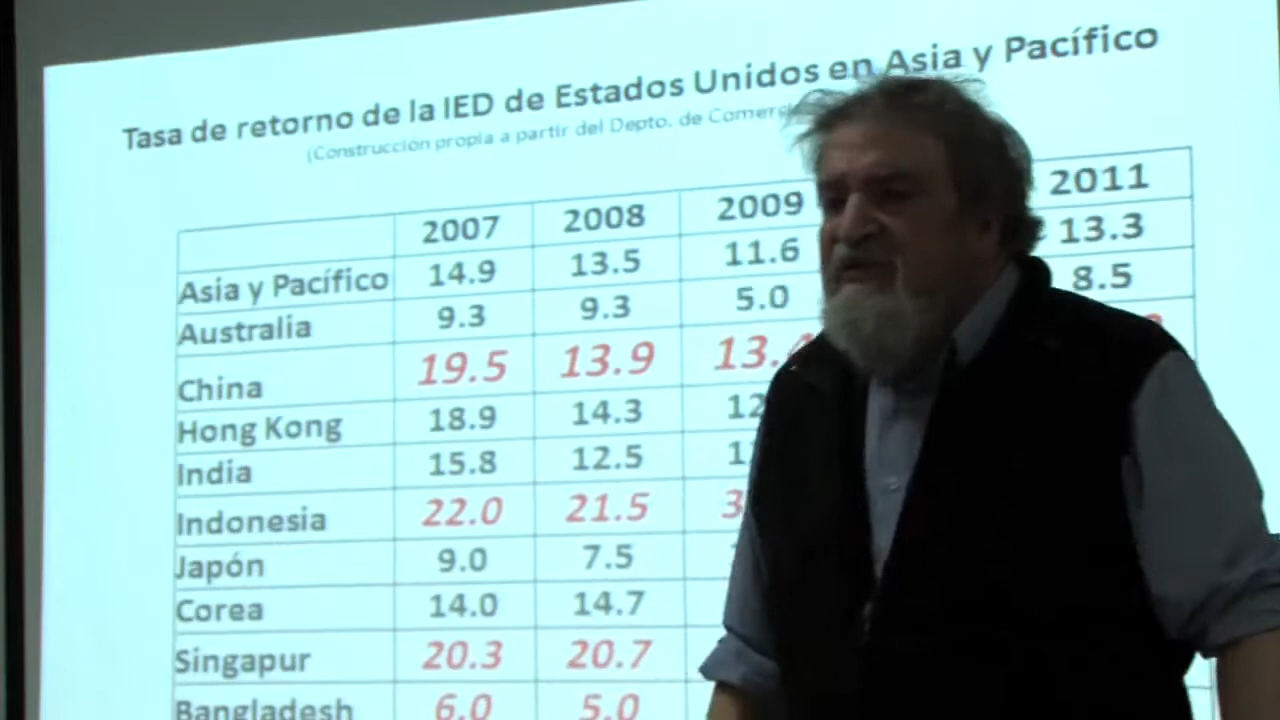 Tasa de retorno de la IED de Estados Unidos en Asia y Pacífico
(Construcción propia a partir del Depto. de
2007 2008 2009 2011
Asia y Pacífico 14.9 13.5 11.6 13.3
Australia 9.3 9.3 5.0 8.5
China 19.5 13.9
Hong Kong 18.9 14.3
India 15.8 12.5
Indonesia 22.0 21.5
Japón 9.0 7.5
Corea 14.0 14.7
Singapur 20.3 20.7
Bangladesh 6.0 5.0